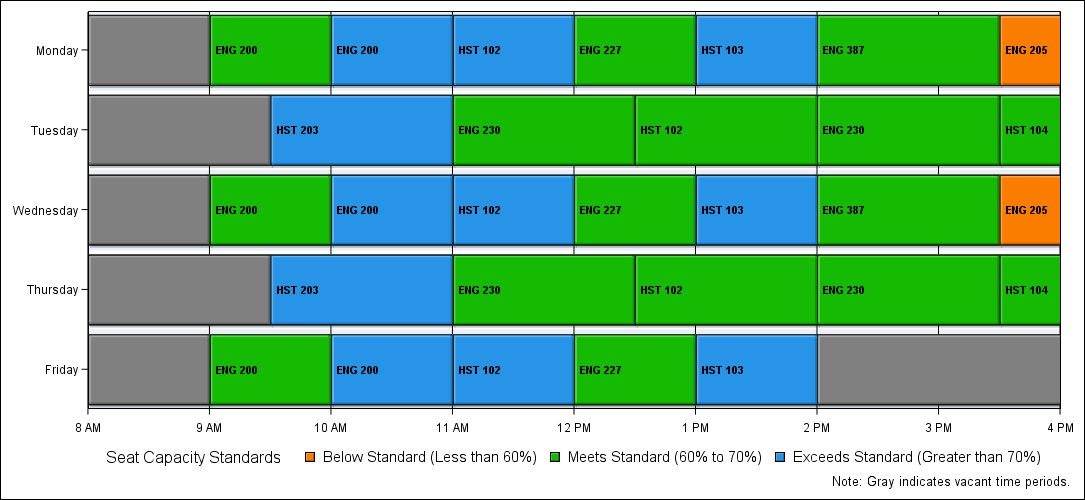 Monday ENG 200 ENG 200 HST 102 ENG 227 HST 103 ENG 387 ENG 205
Tuesday HST 203 ENG 230 HST 102 ENG 230 HST 104
Wednesday ENG 200 ENG 200 HST 102 ENG 227 HST 103 ENG 387 ENG 205
Thursday HST 203 ENG 230 HST 102 ENG 230 HST 104
Friday ENG 200 ENG 200 HST 102 ENG 227 HST 103
8 AM 9 AM 10 AM 11 AM 12 PM 1 PM 2 PM 3 PM 4 PM
Seat Capacity Standards Below Standard (Less than 60%) Meets Standard (60% to 70%) Exceeds Standard (Greater than 70%)
Note: Gray indicates vacant time periods.